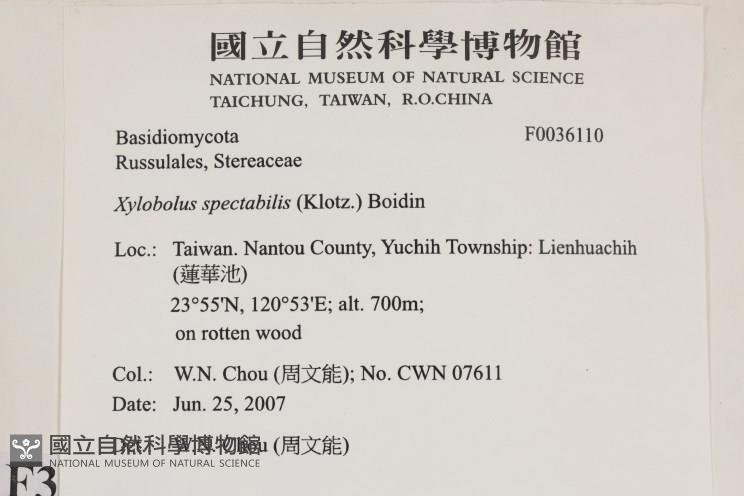 國立自然科學博物館
NATIONAL MUSEUM OF NATURAL SCIENCE
TAICHUNG, TAIWAN, R.O.CHINA
Basidiomycota F0036110
Russulales, Stereaceae
Xylobolus spectabilis (Klotz.) Boidin
Loc.: Taiwan. Nantou County, Yuchih Township: Lienhuachih
(蓮華池)
23°55'N, 120°53'E; alt. 700m;
on rotten wood
Col.: W.N. Chou (周文能); No. CWN 07611
Date: Jun. 25, 2007
Det.: W.N. Chou (周文能)
國立自然科學博物館
NATIONAL MUSEUM OF NATURAL SCIENCE
F3